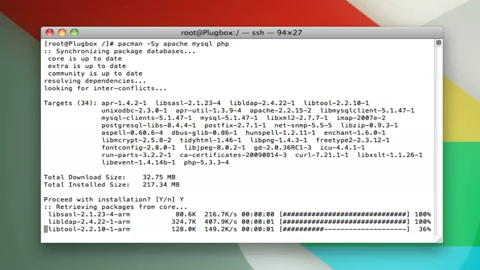 root@Plugbox:/ — ssh — 94×27
[root@Plugbox /]# pacman -Sy apache mysql php
:: Synchronizing package databases...
core is up to date
extra is up to date
community is up to date
resolving dependencies...
looking for inter-conflicts...
Targets (34): apr-1.4.2-1 libsasl-2.1.23-4 libldap-2.4.22-1 libtool-2.2.10-1
unixodbc-2.3.0-1 apr-util-1.3.9-4 apache-2.2.15-2 libmysqlclient-5.1.47-1
mysql-clients-5.1.47-1 mysql-5.1.47-1 libxml2-2.7.7-1 imap-2007e-2
postgresql-libs-8.4.4-1 postfix-2.7.1-1 net-snmp-5.5-5 libzip-0.9.3-1
aspell-0.60.6-4 dbus-glib-0.86-1 hunspell-1.2.11-1 enchant-1.6.0-1
libmcrypt-2.5.8-2 tidyhtml-1.46-1 libpng-1.4.3-1 freetype2-2.3.12-1
fontconfig-2.8.0-1 libjpeg-8.0.2-1 gd-2.0.36RC1-3 icu-4.4.1-1
run-parts-3.2.2-1 ca-certificates-20090814-3 curl-7.21.1-1 libxslt-1.1.26-1
libevent-1.4.14b-1 php-5.3.3-4
Total Download Size: 32.75 MB
Total Installed Size: 217.34 MB
Proceed with installation? [Y/n] Y
:: Retrieving packages from core...
libsasl-2.1.23-4-arm 80.6K 216.7K/s 00:00:00 [###############################] 100%
libldap-2.4.22-1-arm 324.7K 407.9K/s 00:00:01 [###############################] 100%
libtool-2.2.10-1-arm 128.0K 149.2K/s 00:00:01 [##########---------------------] 36%